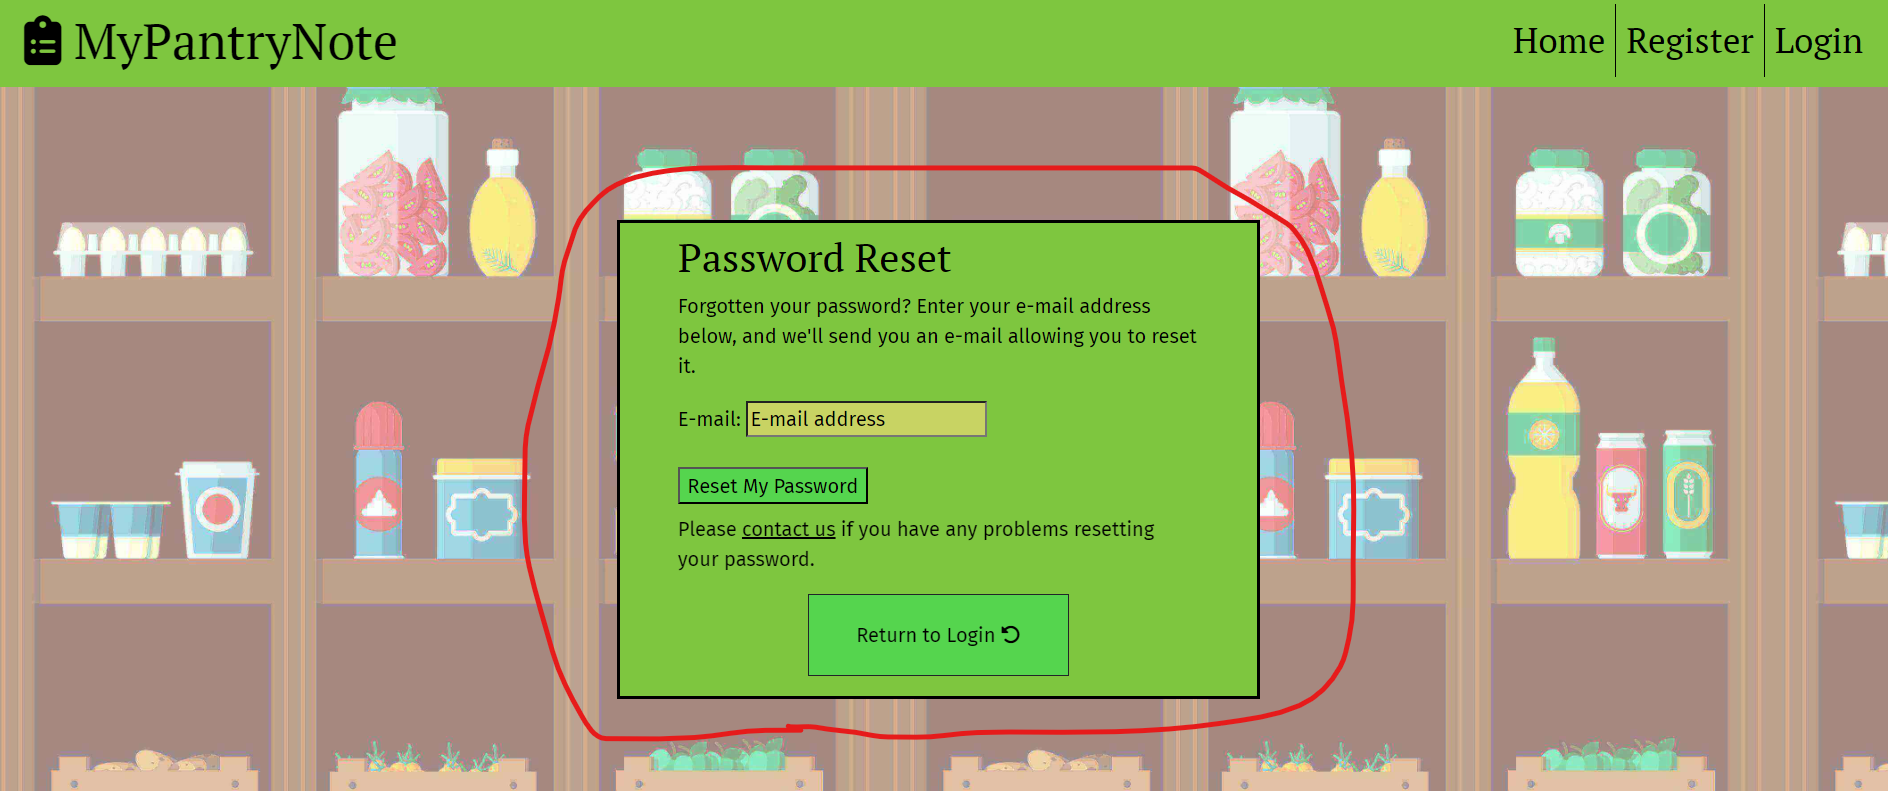 MyPantryNote
Home Register Login
Password Reset
Forgotten your password? Enter your e-mail address
below, and we'll send you an e-mail allowing you to reset
it.
E-mail: E-mail address
Reset My Password
Please contact us if you have any problems resetting
your password.
Return to Login